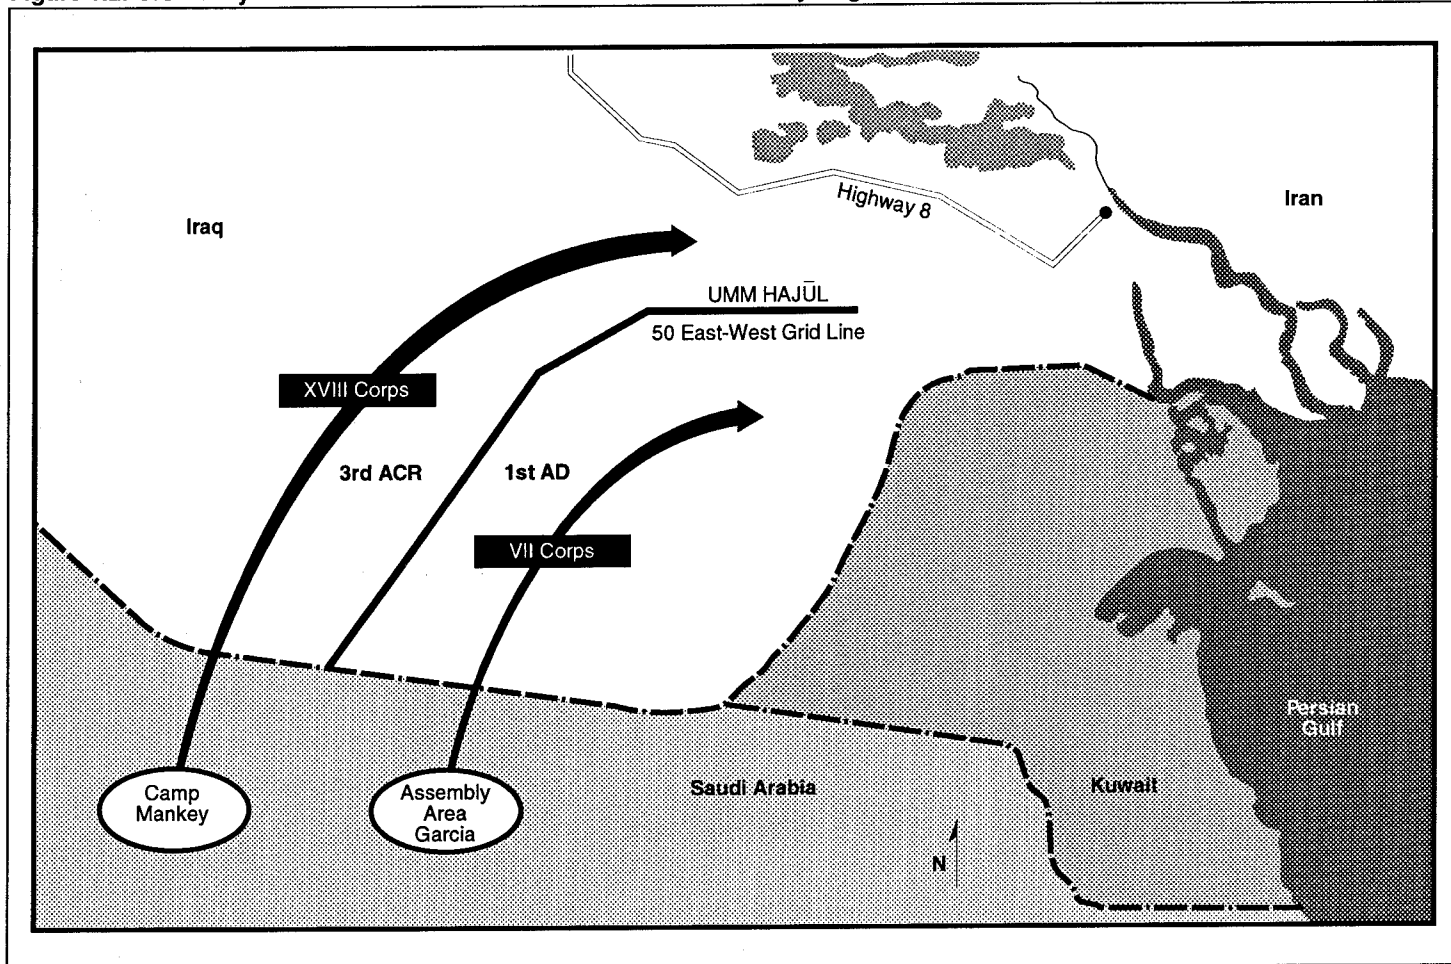 Iraq
Iran
Highway 8
UMM HAJŪL
50 East-West Grid Line
XVIII Corps
3rd ACR
1st AD
VII Corps
Camp
Mankey
Assembly
Area
Garcia
Saudi Arabia
Kuwait
Persian
Gulf
N